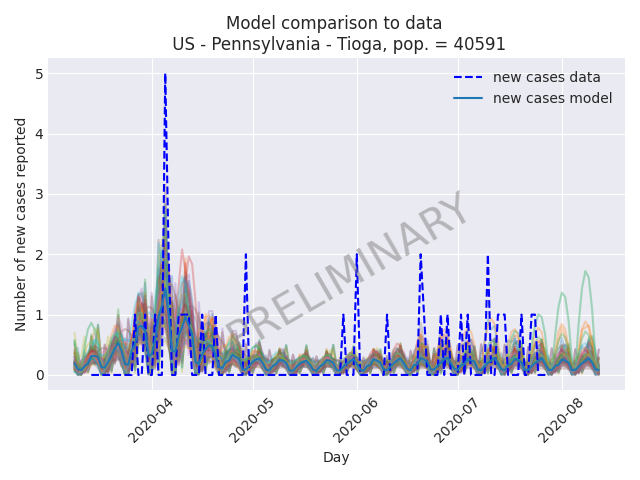 Model comparison to data
US - Pennsylvania - Tioga, pop. = 40591
new cases data
new cases model
Number of new cases reported
5
4
3
2
1
0
PRELIMINARY
2020-04
2020-05
2020-06
2020-07
2020-08
Day